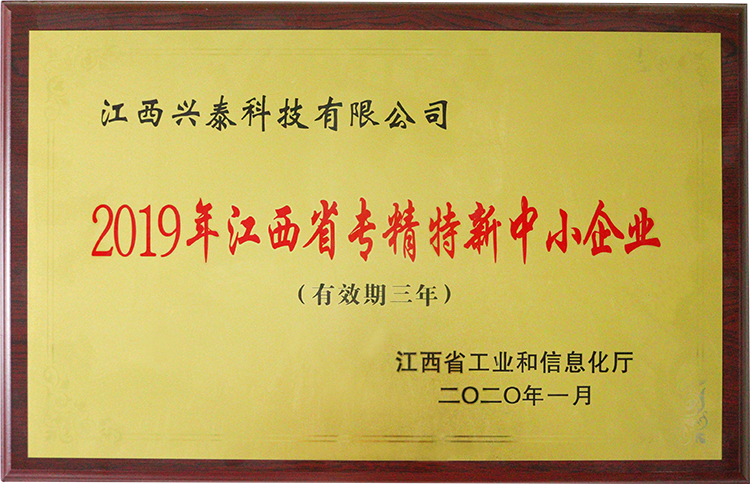 江西兴泰科技有限公司
2019年江西省专精特新中小企业
（有效期三年）
江西省工业和信息化厅
二〇二〇年一月